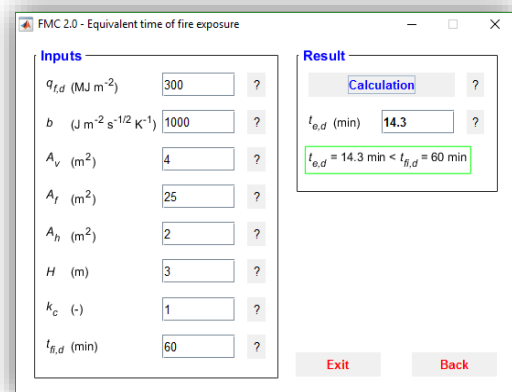 FMC 2.0 - Equivalent time of fire exposure
Inputs
q_f,d (MJ m^-2) 300 ?
b (J m^-2 s^-1/2 K^-1) 1000 ?
A_v (m^2) 4 ?
A_f (m^2) 25 ?
A_h (m^2) 2 ?
H (m) 3 ?
k_c (-) 1 ?
t_fi,d (min) 60 ?
Result
Calculation ?
t_e,d (min) 14.3 ?
t_e,d = 14.3 min < t_fi,d = 60 min
Exit Back